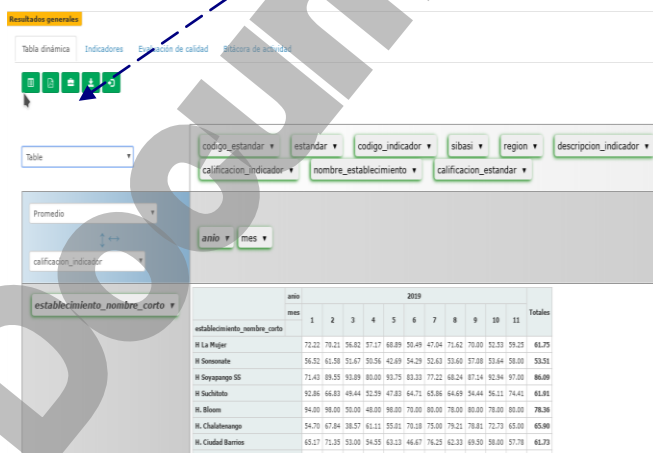 Resultados generales
Tabla dinámica Indicadores Evaluación de calidad Bitácora de actividad
Table
codigo_estandar ▾ estandar ▾ codigo_indicador ▾ sibasi ▾ region ▾ descripcion_indicador ▾
calificacion_indicador ▾ nombre_establecimiento ▾ calificacion_estandar ▾
Promedio
calificacion_indicador
anio ▾ mes ▾
establecimiento_nombre_corto ▾
anio 2019 Totales
mes 1 2 3 4 5 6 7 8 9 10 11
establecimiento_nombre_corto
H La Mujer 72.22 70.21 56.82 57.17 68.89 50.49 47.04 71.62 70.00 52.53 59.25 61.75
H Sonsonate 56.52 61.58 51.67 50.56 42.69 54.29 52.63 53.60 57.08 53.64 58.00 53.51
H Soyapango SS 71.43 89.55 93.89 80.00 93.75 83.33 77.22 68.24 87.14 92.94 97.00 86.09
H Suchitoto 92.86 66.83 49.44 52.59 47.83 64.71 65.86 64.69 54.44 56.11 74.41 61.91
H. Bloom 94.00 98.00 50.00 48.00 98.00 70.00 80.00 78.00 80.00 78.00 80.00 78.36
H. Chalatenango 54.70 67.84 38.57 61.11 55.01 70.18 75.00 79.21 78.81 72.73 65.00 65.90
H. Ciudad Barrios 65.17 71.35 53.00 54.55 63.13 46.67 76.25 62.33 69.50 58.00 57.78 61.73